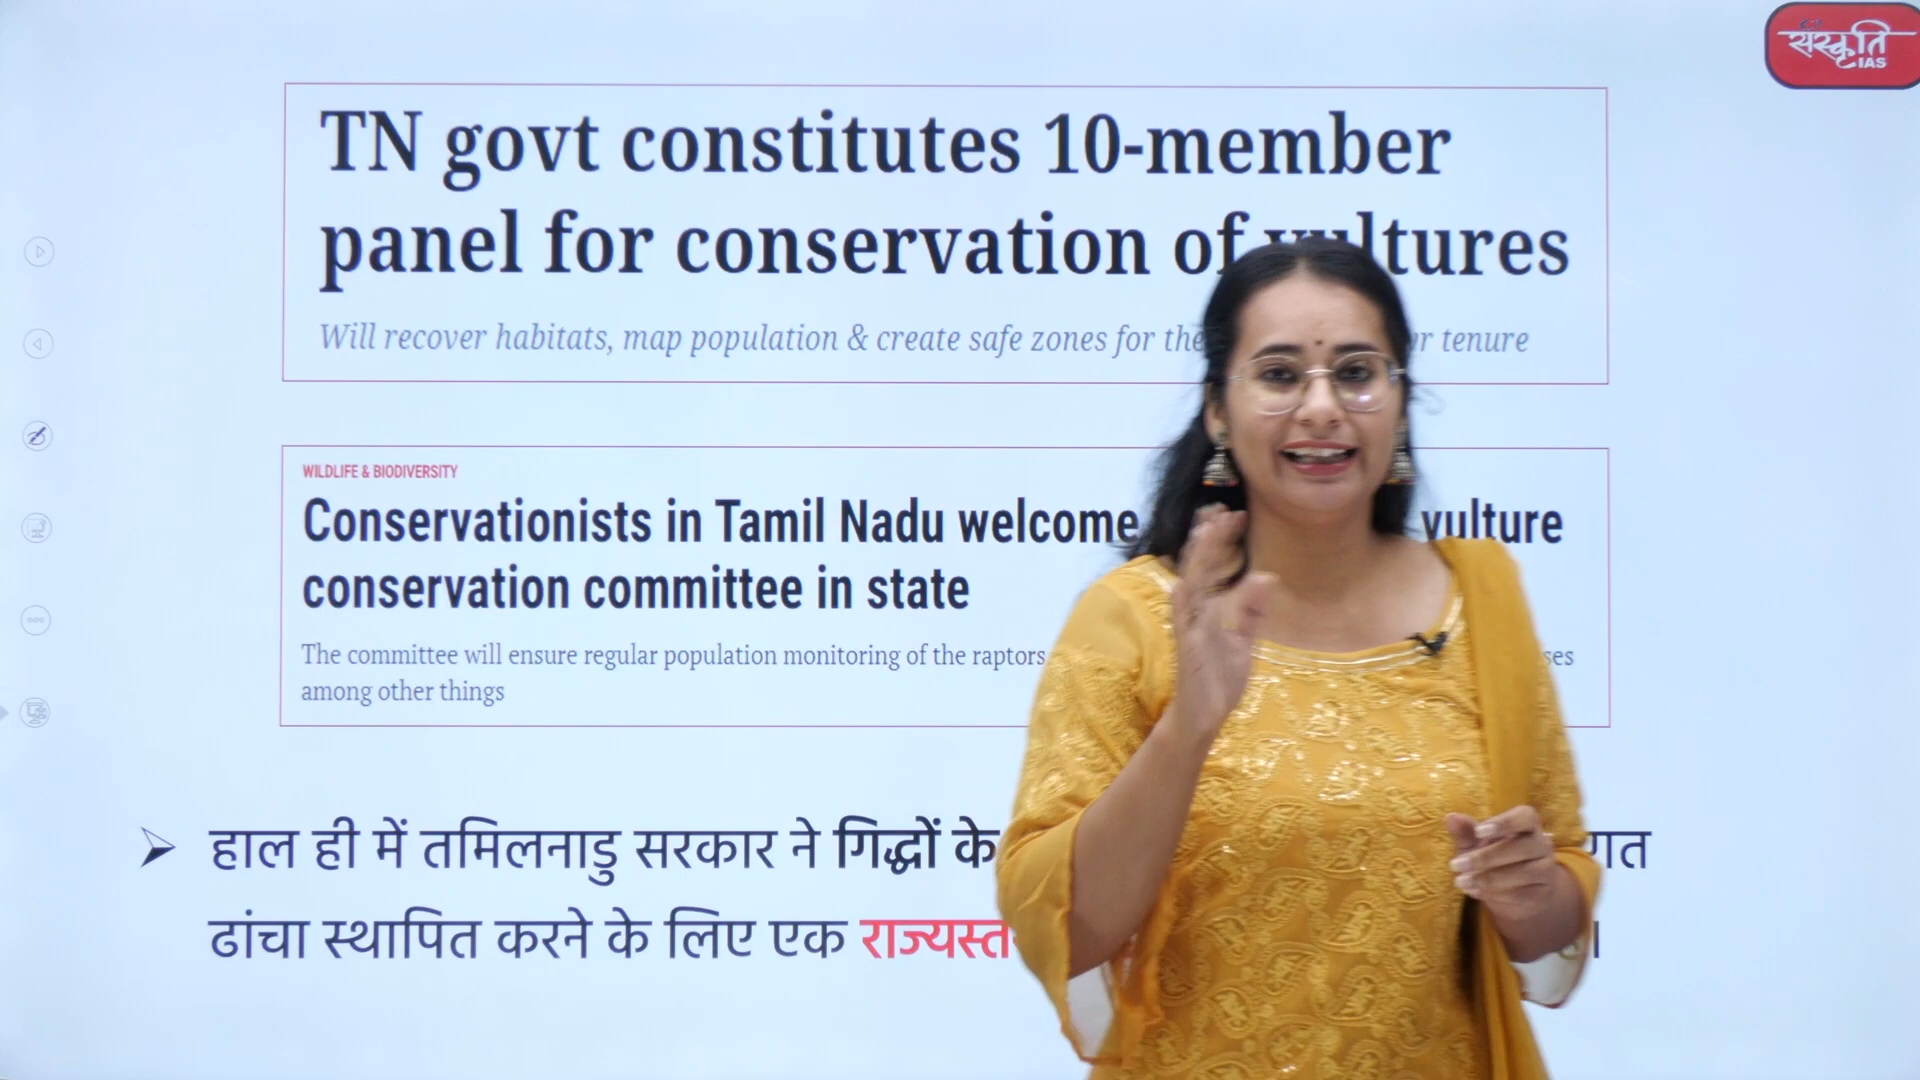 संस्कृति
IAS
TN govt constitutes 10-member
panel for conservation of vultures
Will recover habitats, map population & create safe zones for the tenure
WILDLIFE & BIODIVERSITY
Conservationists in Tamil Nadu welcome vulture
conservation committee in state
The committee will ensure regular population monitoring of the raptors
among other things
हाल ही में तमिलनाडु सरकार ने गिद्धों के
ढांचा स्थापित करने के लिए एक